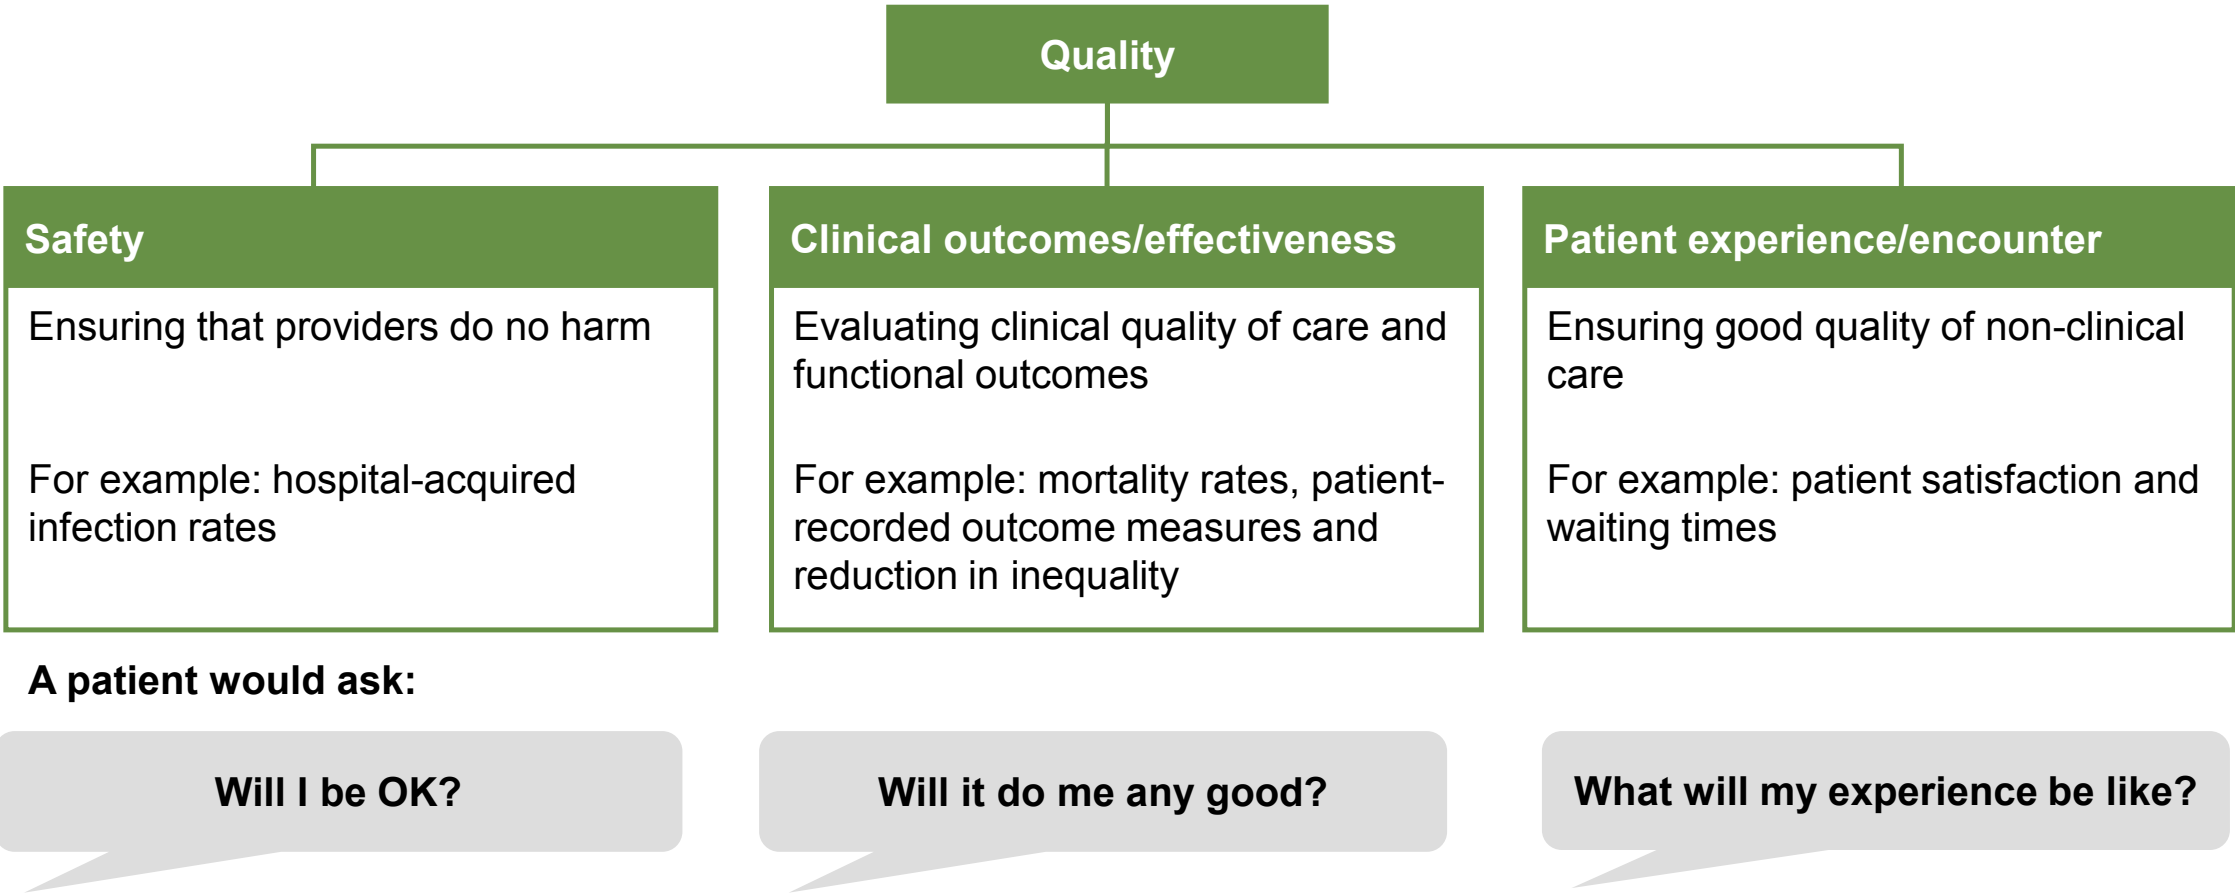 Quality
Safety
Ensuring that providers do no harm
For example: hospital-acquired
infection rates
Clinical outcomes/effectiveness
Evaluating clinical quality of care and
functional outcomes
For example: mortality rates, patient-
recorded outcome measures and
reduction in inequality
Patient experience/encounter
Ensuring good quality of non-clinical
care
For example: patient satisfaction and
waiting times
A patient would ask:
Will I be OK?
Will it do me any good?
What will my experience be like?